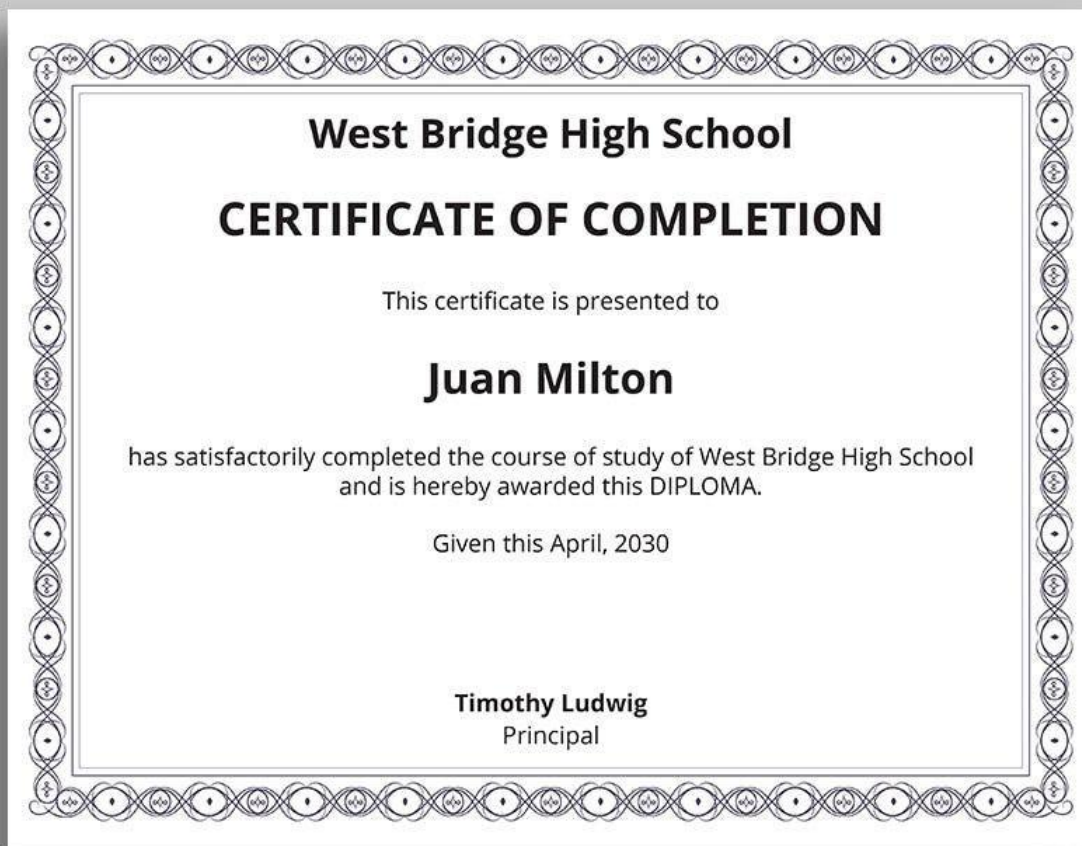 West Bridge High School
CERTIFICATE OF COMPLETION
This certificate is presented to
Juan Milton
has satisfactorily completed the course of study of West Bridge High School
and is hereby awarded this DIPLOMA.
Given this April, 2030
Timothy Ludwig
Principal